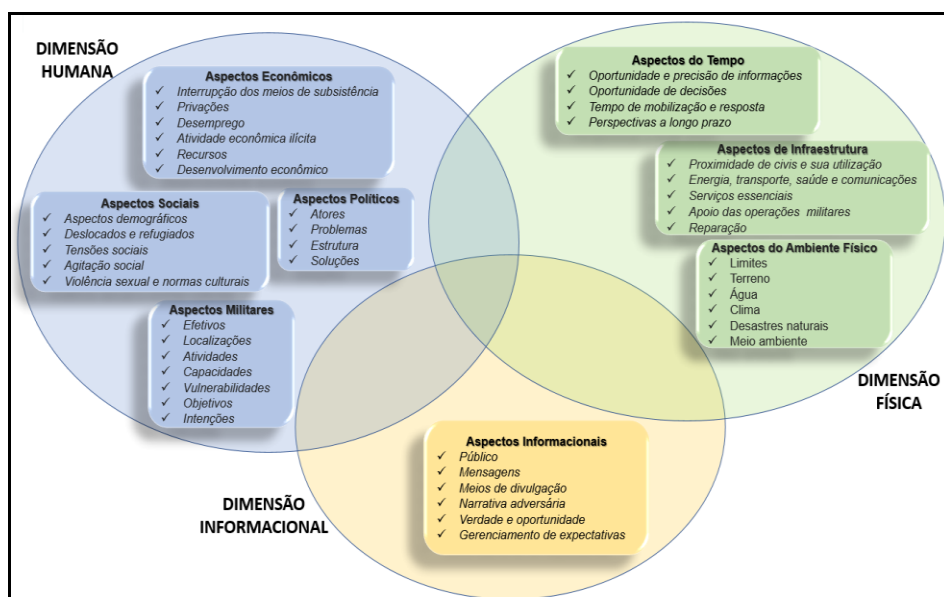 DIMENSÃO
HUMANA
Aspectos Econômicos
✓ Interrupção dos meios de subsistência
✓ Privações
✓ Desemprego
✓ Atividade econômica ilícita
✓ Recursos
✓ Desenvolvimento econômico
Aspectos Sociais
✓ Aspectos demográficos
✓ Deslocados e refugiados
✓ Tensões sociais
✓ Agitação social
✓ Violência sexual e normas culturais
Aspectos Políticos
✓ Atores
✓ Problemas
✓ Estrutura
✓ Soluções
Aspectos Militares
✓ Efetivos
✓ Localizações
✓ Atividades
✓ Capacidades
✓ Vulnerabilidades
✓ Objetivos
✓ Intenções
Aspectos do Tempo
✓ Oportunidade e precisão de informações
✓ Oportunidade de decisões
✓ Tempo de mobilização e resposta
✓ Perspectivas a longo prazo
Aspectos de Infraestrutura
✓ Proximidade de civis e sua utilização
✓ Energia, transporte, saúde e comunicações
✓ Serviços essenciais
✓ Apoio das operações militares
✓ Reparação
Aspectos do Ambiente Físico
✓ Limites
✓ Terreno
✓ Água
✓ Clima
✓ Desastres naturais
✓ Meio ambiente
DIMENSÃO
FÍSICA
DIMENSÃO
INFORMACIONAL
Aspectos Informacionais
✓ Público
✓ Mensagens
✓ Meios de divulgação
✓ Narrativa adversária
✓ Verdade e oportunidade
✓ Gerenciamento de expectativas